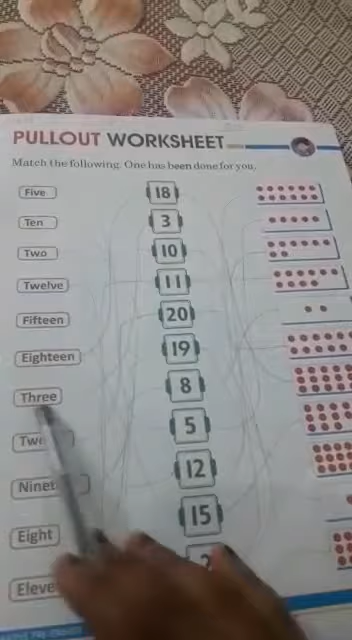 PULLOUT WORKSHEET
Match the following. One has been done for you.
Five 18
Ten 3
Two 10
Twelve 11
Fifteen 20
Eighteen 19
Three 8
5
12
Eight 15
2